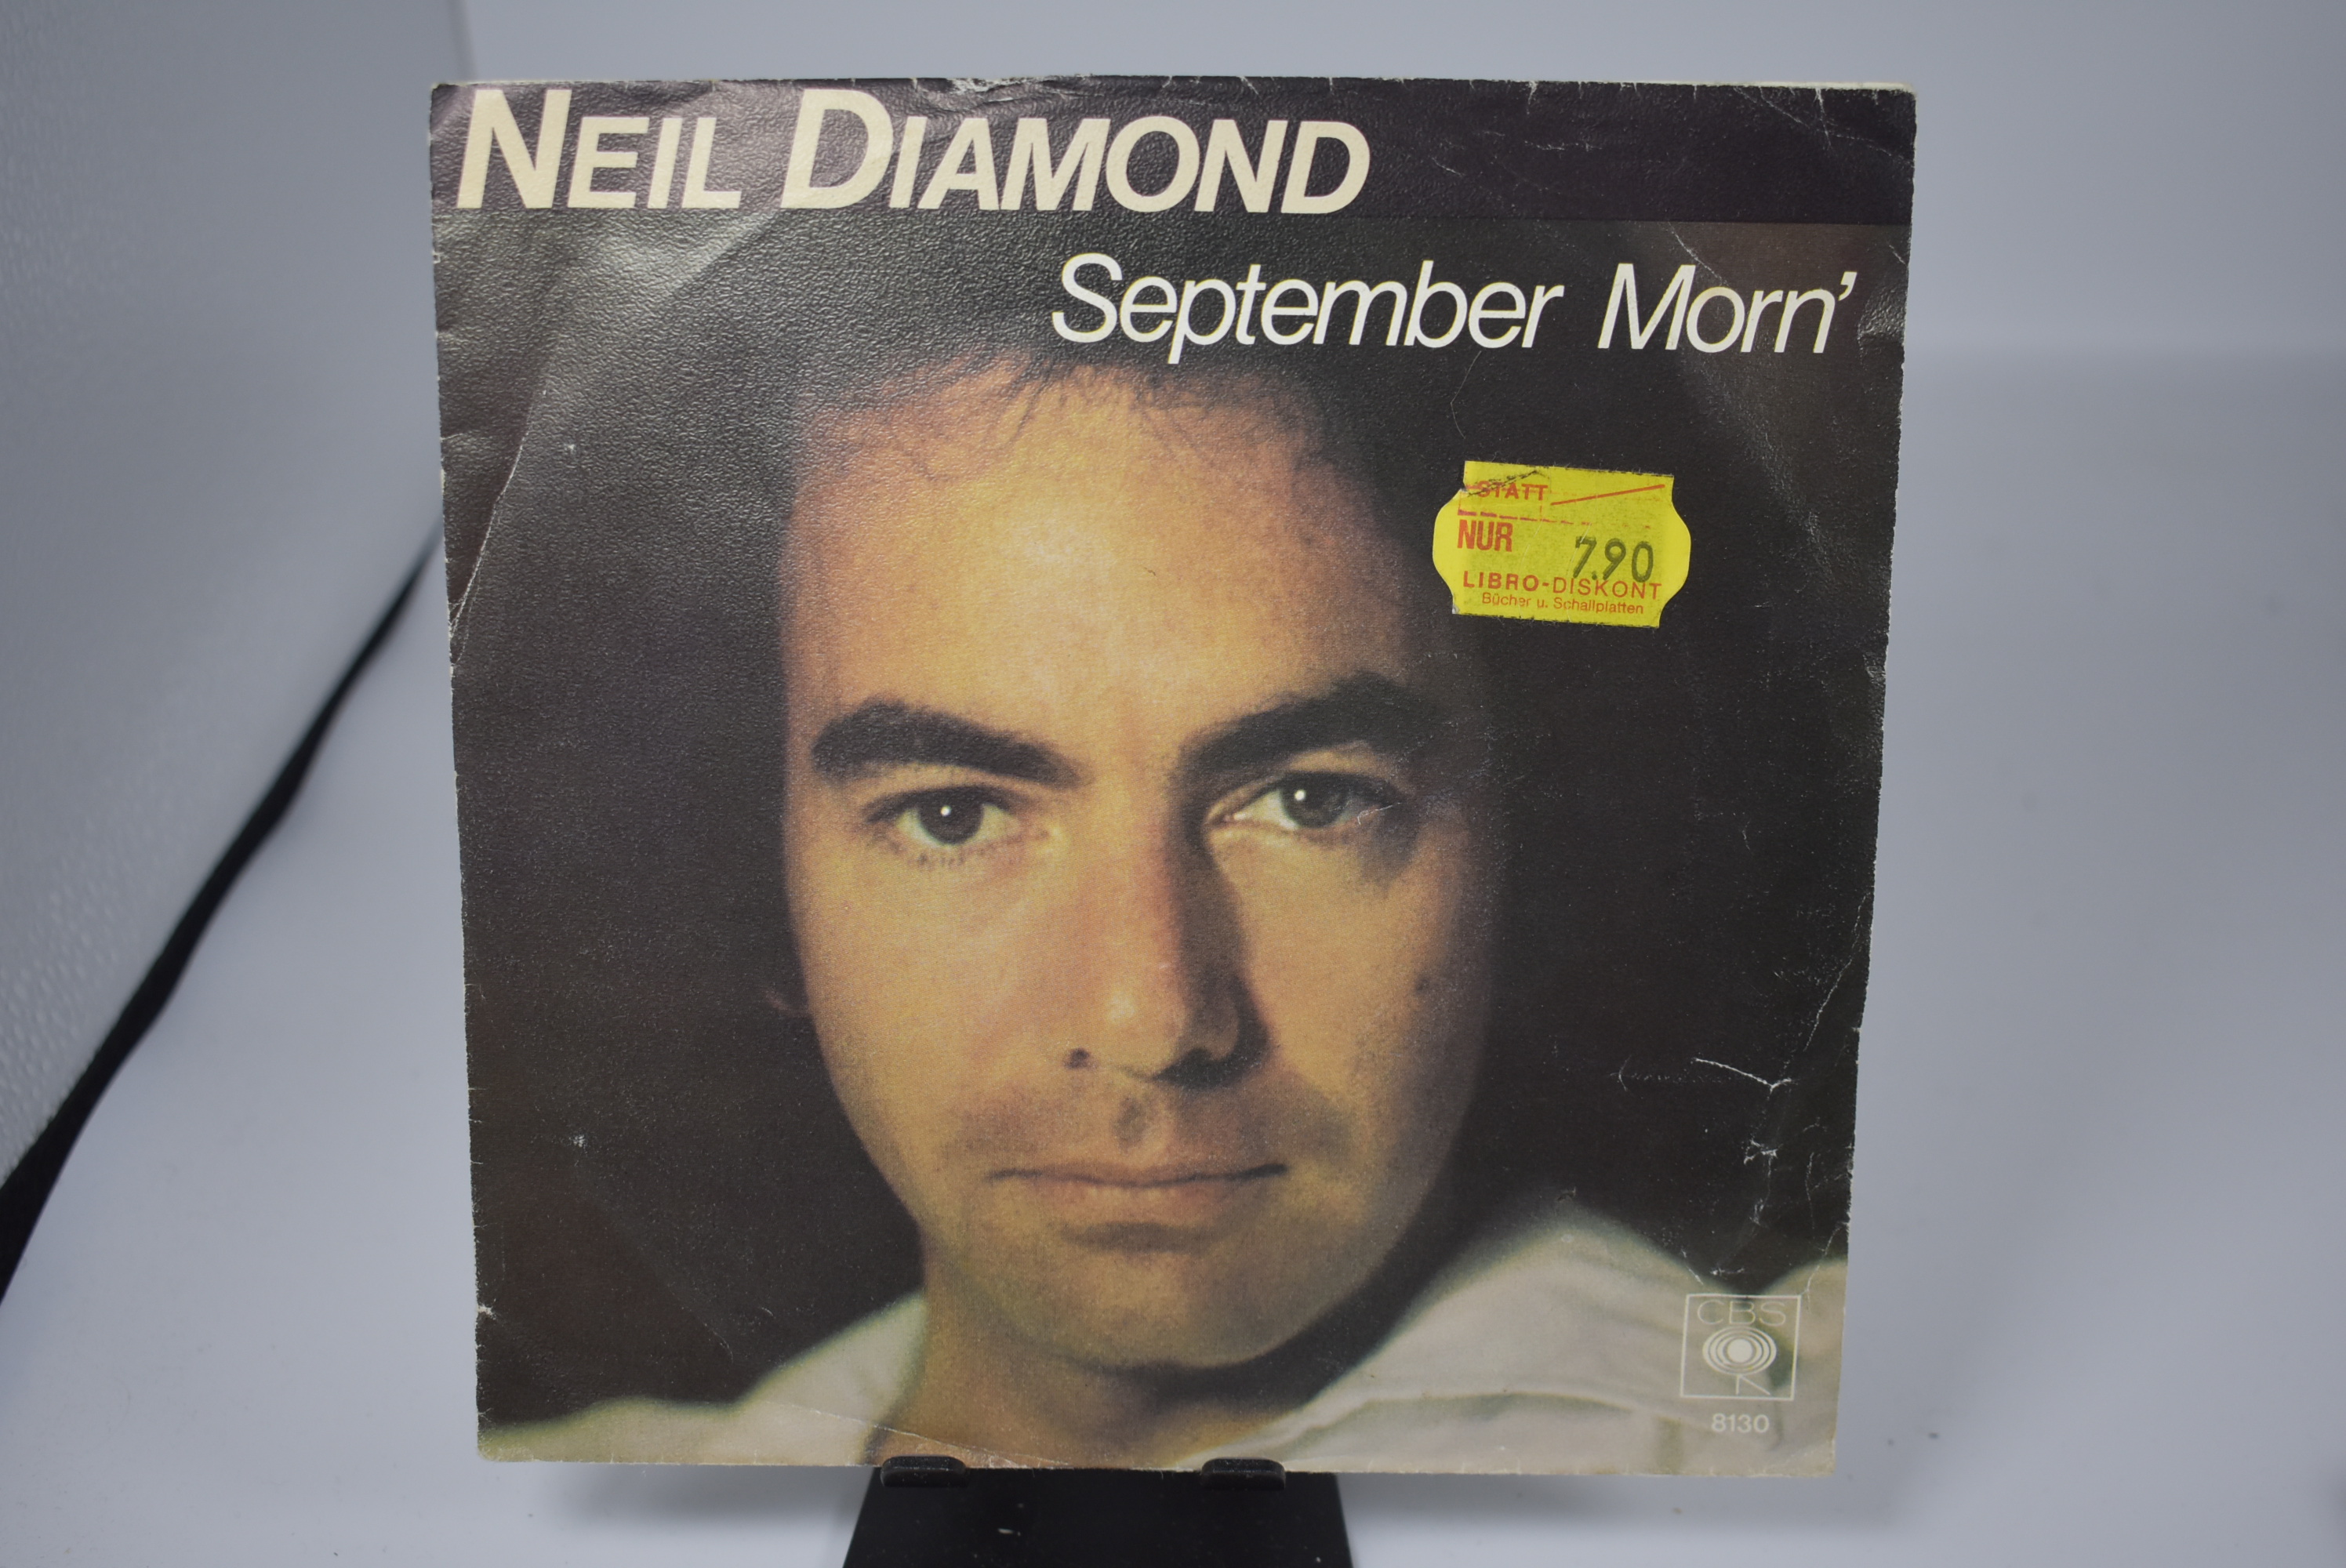 NEIL DIAMOND
September Morn'
STATT
NUR 7.90
LIBRO-DISKONT
Bücher u. Schallplatten
CBS
8130